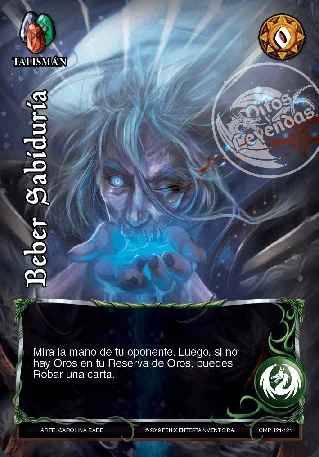 TALISMÁN
0
Mitos
Leyendas
Beber Sabiduría
Mira la mano de tu oponente. Luego, si no
hay Oros en tu Reserva de Oros, puedes
Robar una carta.